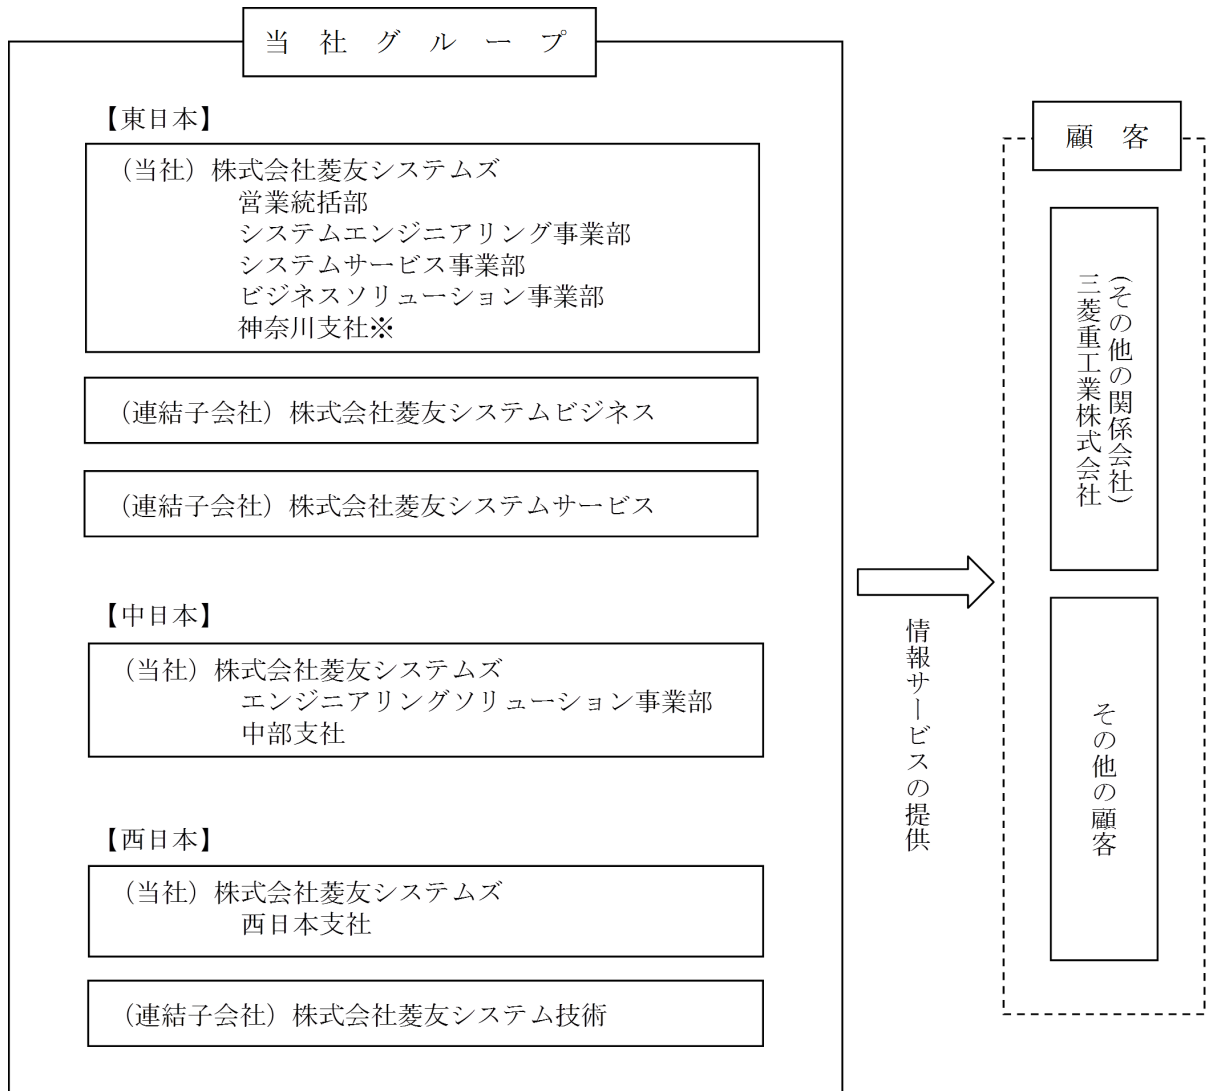 当社グループ
【東日本】
（当社）株式会社菱友システムズ
営業統括部
システムエンジニアリング事業部
システムサービス事業部
ビジネスソリューション事業部
神奈川支社※
（連結子会社）株式会社菱友システムビジネス
（連結子会社）株式会社菱友システムサービス
【中日本】
（当社）株式会社菱友システムズ
エンジニアリングソリューション事業部
中部支社
【西日本】
（当社）株式会社菱友システムズ
西日本支社
（連結子会社）株式会社菱友システム技術
情報サービスの提供
顧客
(その他の関係会社)
三菱重工業株式会社
その他の顧客